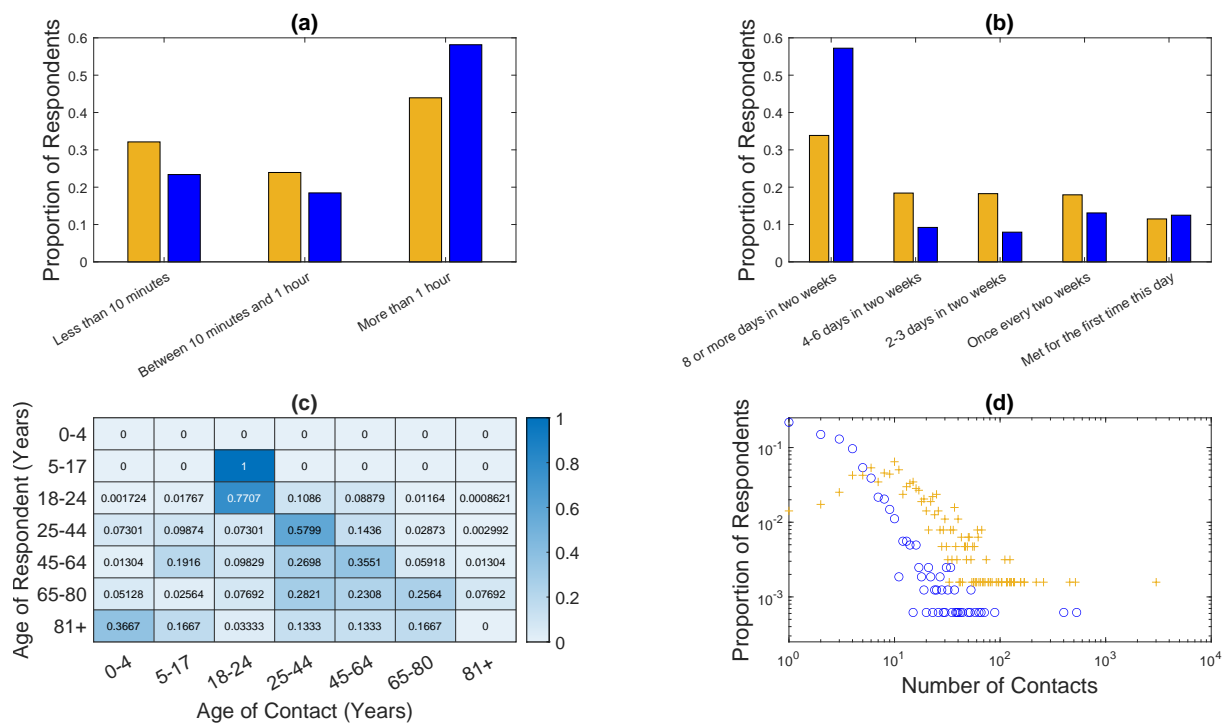 (a)
Proportion of Respondents
0.6
0.5
0.4
0.3
0.2
0.1
0
Less than 10 minutes
Between 10 minutes and 1 hour
More than 1 hour
(b)
Proportion of Respondents
0.6
0.5
0.4
0.3
0.2
0.1
0
8 or more days in two weeks
4-6 days in two weeks
2-3 days in two weeks
Once every two weeks
Met for the first time this day
(c)
Age of Respondent (Years)
0-4 0 0 0 0 0 0 0
5-17 0 0 1 0 0 0 0
18-24 0.001724 0.01767 0.7707 0.1086 0.08879 0.01164 0.0008621
25-44 0.07301 0.09874 0.07301 0.5799 0.1436 0.02873 0.002992
45-64 0.01304 0.1916 0.09829 0.2698 0.3551 0.05918 0.01304
65-80 0.05128 0.02564 0.07692 0.2821 0.2308 0.2564 0.07692
81+ 0.3667 0.1667 0.03333 0.1333 0.1333 0.1667 0
0-4 5-17 18-24 25-44 45-64 65-80 81+
Age of Contact (Years)
1
0.8
0.6
0.4
0.2
0
(d)
Proportion of Respondents
10-1
10-2
10-3
100 101 102 103 104
Number of Contacts